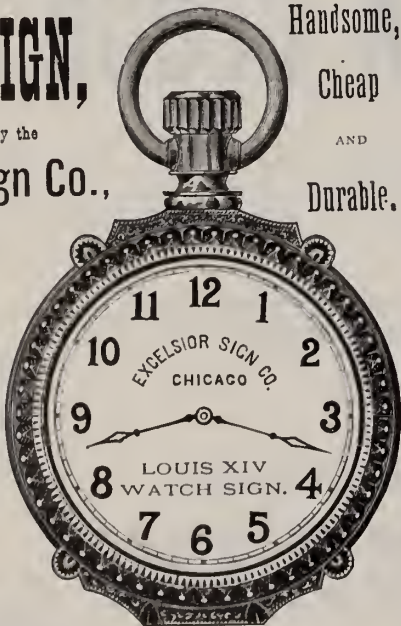 IGN,
y the
gn Co.,
Handsome,
Cheap
AND
Durable.
12
11 1
10 2
EXCELSIOR SIGN CO.
CHICAGO
9 3
LOUIS XIV
8 WATCH SIGN. 4
7 5
6